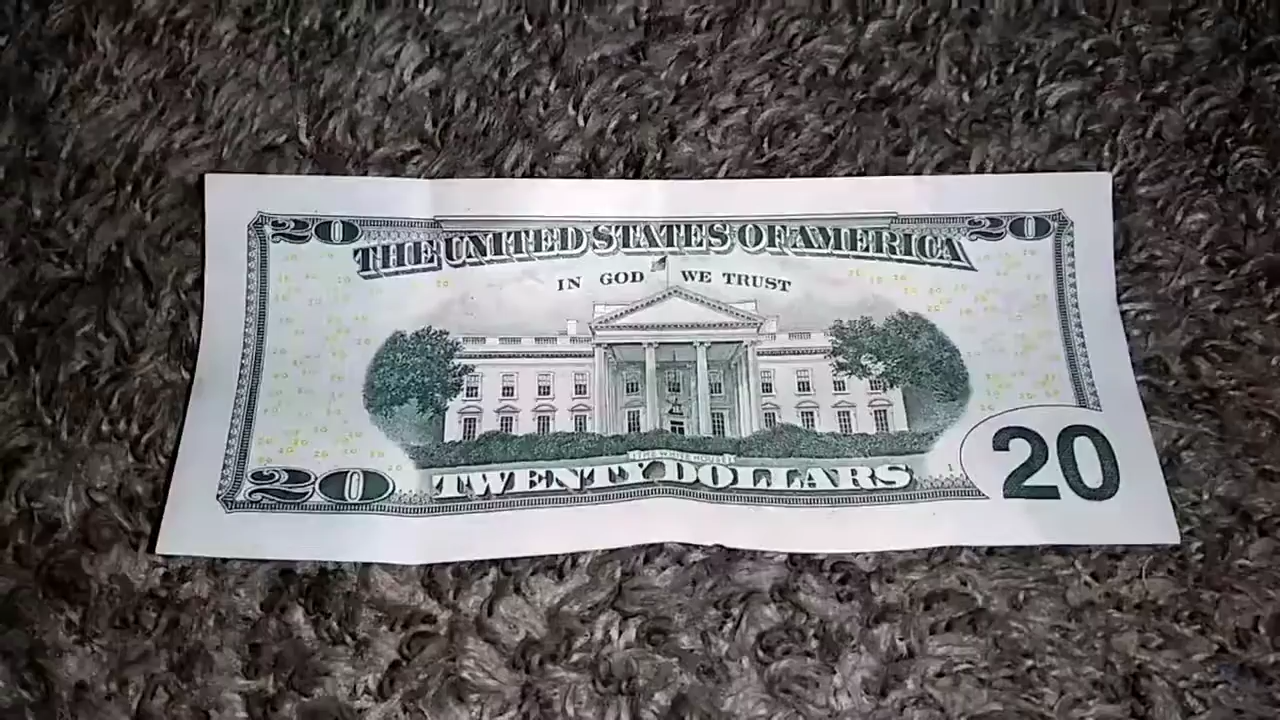 20 THE UNITED STATES OF AMERICA 20
IN GOD WE TRUST
THE WHITE HOUSE
20 TWENTY DOLLARS 20